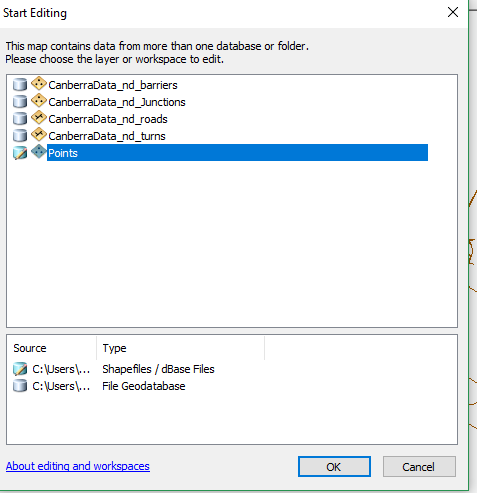 Start Editing
This map contains data from more than one database or folder.
Please choose the layer or workspace to edit.
CanberraData_nd_barriers
CanberraData_nd_Junctions
CanberraData_nd_roads
CanberraData_nd_turns
Points
Source Type
C:\Users\... Shapefiles / dBase Files
C:\Users\... File Geodatabase
About editing and workspaces
OK Cancel